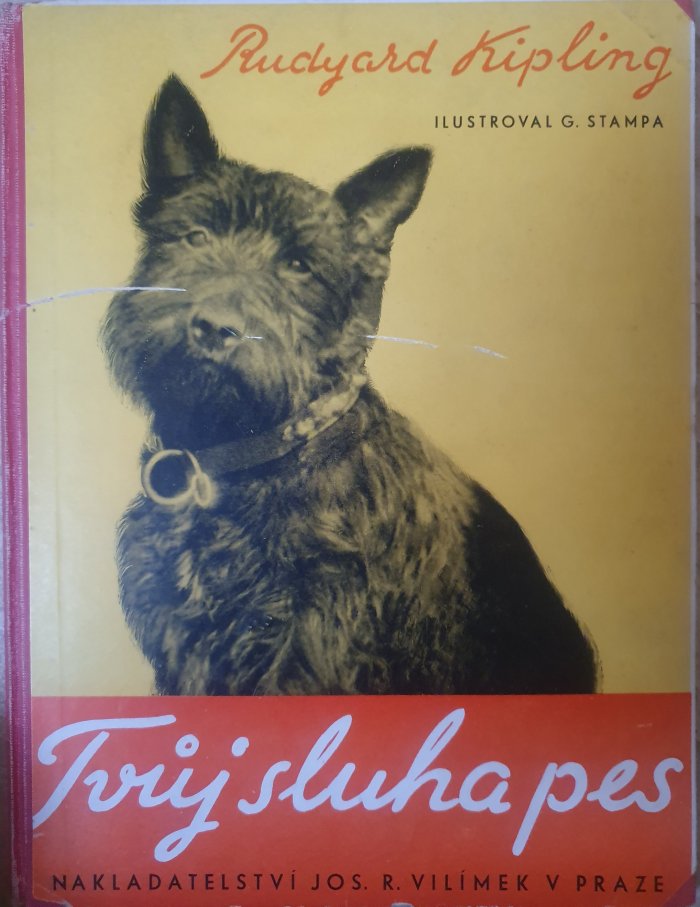 Rudyard Kipling
ILUSTROVAL G. STAMPA
Tvůj sluha pes
NAKLADATELSTVÍ JOS. R. VILÍMEK V PRAZE